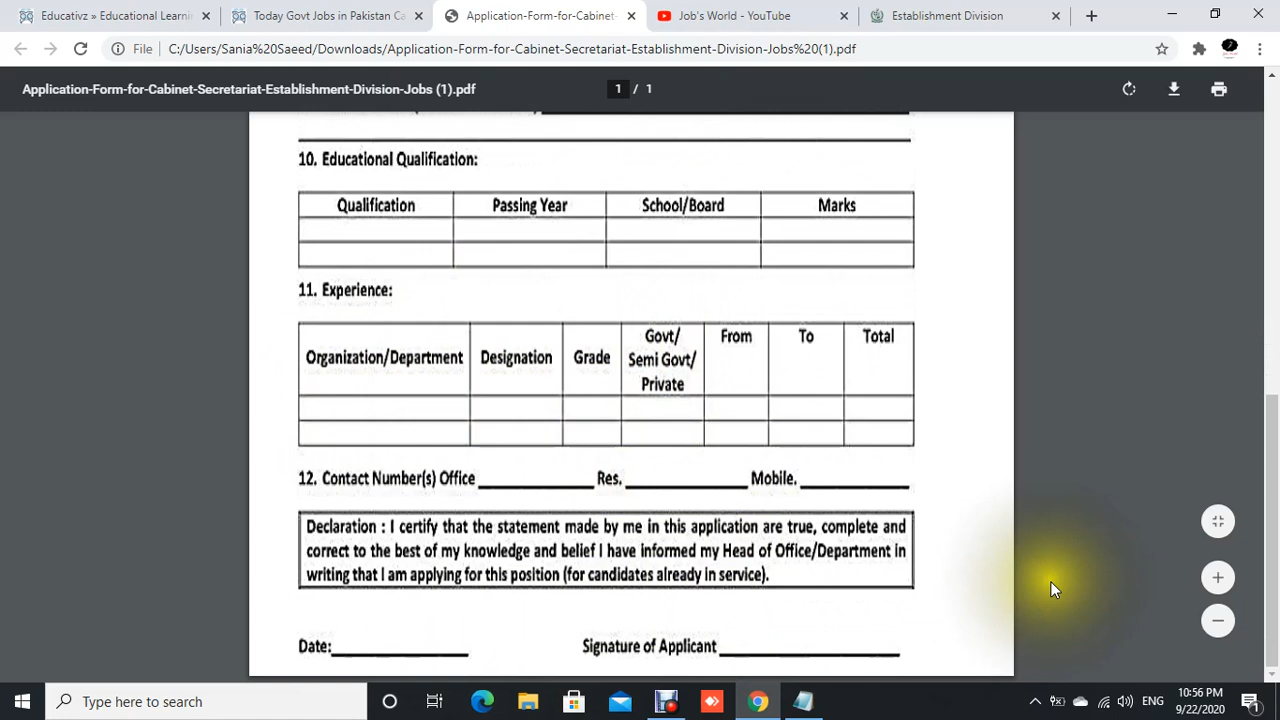 Educativz » Educational Learni
Today Govt Jobs in Pakistan O
Application-Form-for-Cabinet-
Job's World - YouTube
Establishment Division
File
C:/Users/Sania%20Saeed/Downloads/Application-Form-for-Cabinet-Secretariat-Establishment-Division-Jobs%20(1).pdf
Application-Form-for-Cabinet-Secretariat-Establishment-Division-Jobs (1).pdf
1 / 1
10. Educational Qualification:
Qualification Passing Year School/Board Marks
11. Experience:
Organization/Department Designation Grade Govt/ Semi Govt/ Private From To Total
12. Contact Number(s) Office ____________ Res. ____________ Mobile. ____________
Declaration : I certify that the statement made by me in this application are true, complete and
correct to the best of my knowledge and belief I have informed my Head of Office/Department in
writing that I am applying for this position (for candidates already in service).
Date:______________ Signature of Applicant ____________________
Type here to search
ENG
10:56 PM
9/22/2020
1